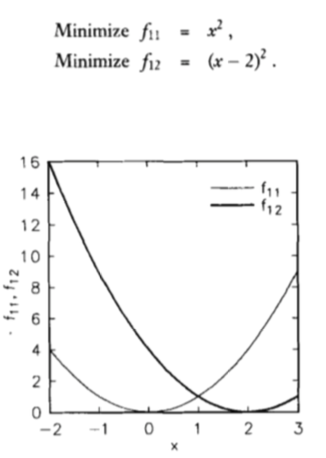 Minimize f₁₁ = x² ,
Minimize f₁₂ = (x − 2)² .
16
14
12
10
8
6
4
2
0
f₁₁, f₁₂
f₁₁
f₁₂
−2 −1 0 1 2 3
x